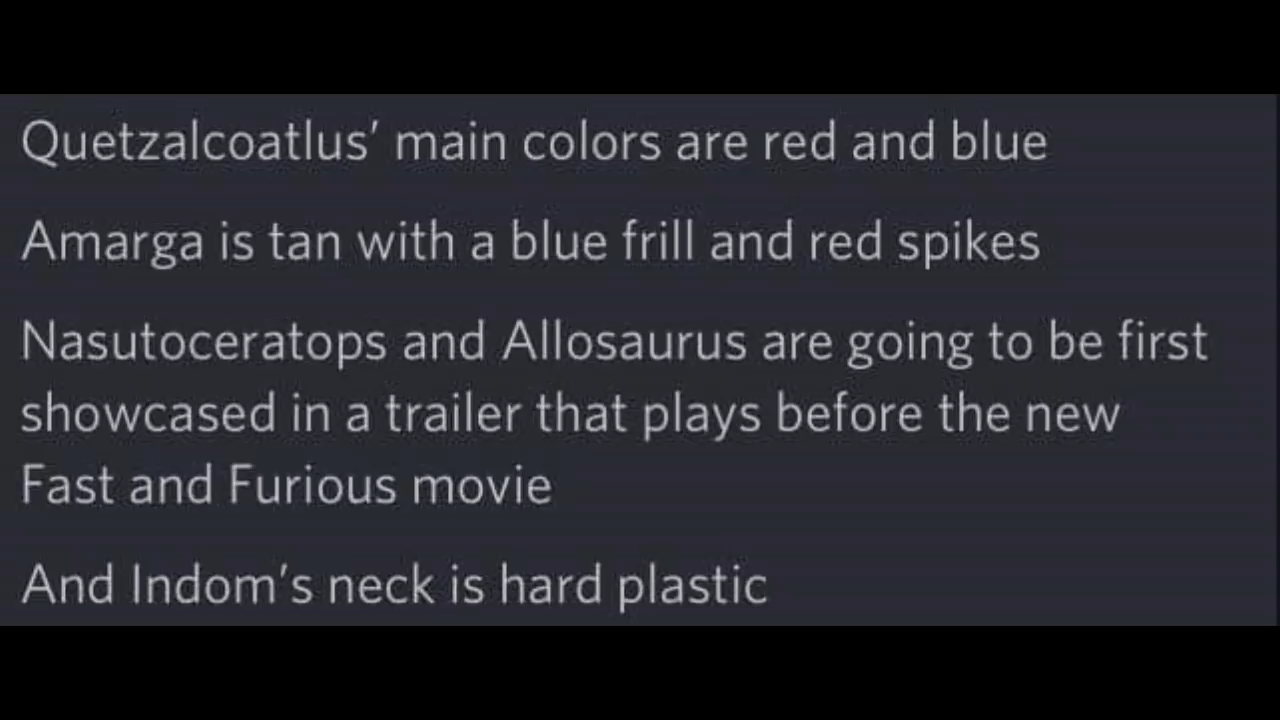 Quetzalcoatlus’ main colors are red and blue
Amarga is tan with a blue frill and red spikes
Nasutoceratops and Allosaurus are going to be first
showcased in a trailer that plays before the new
Fast and Furious movie
And Indom’s neck is hard plastic